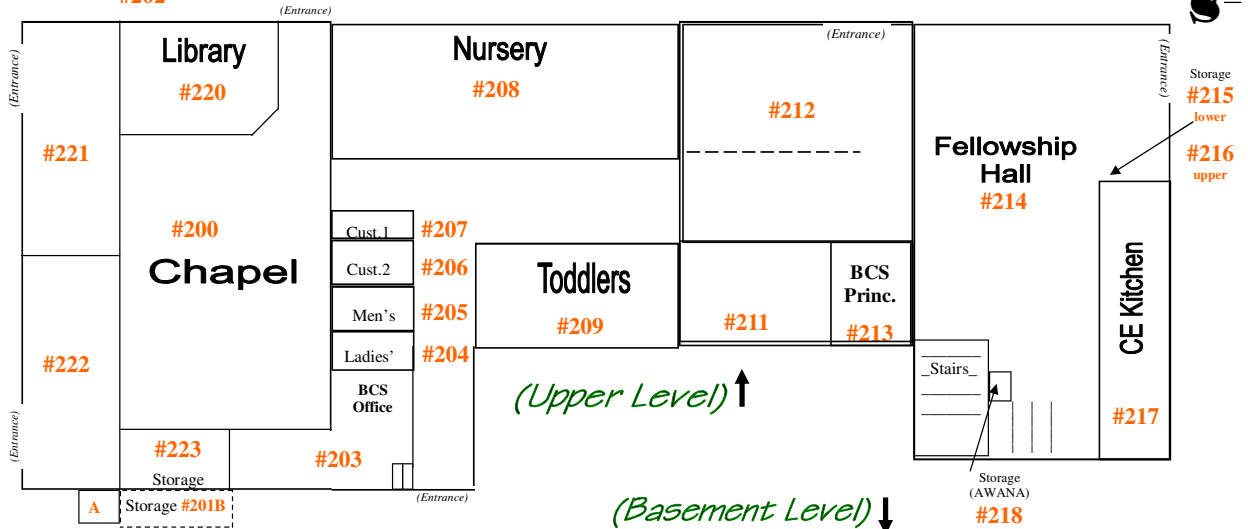 #202
(Entrance)
(Entrance)
Library
#220
Nursery
#208
(Entrance)
#212
(Entrance)
Storage
#215
lower
#216
upper
#221
#200
Chapel
Cust.1
#207
Cust.2
#206
Men's
#205
Ladies'
#204
BCS
Office
Toddlers
#209
#211
BCS
Princ.
#213
Fellowship
Hall
#214
CE Kitchen
#217
_Stairs_
#222
(Entrance)
#223
Storage
#203
A
Storage #201B
(Entrance)
(Upper Level)
(Basement Level)
Storage
(AWANA)
#218